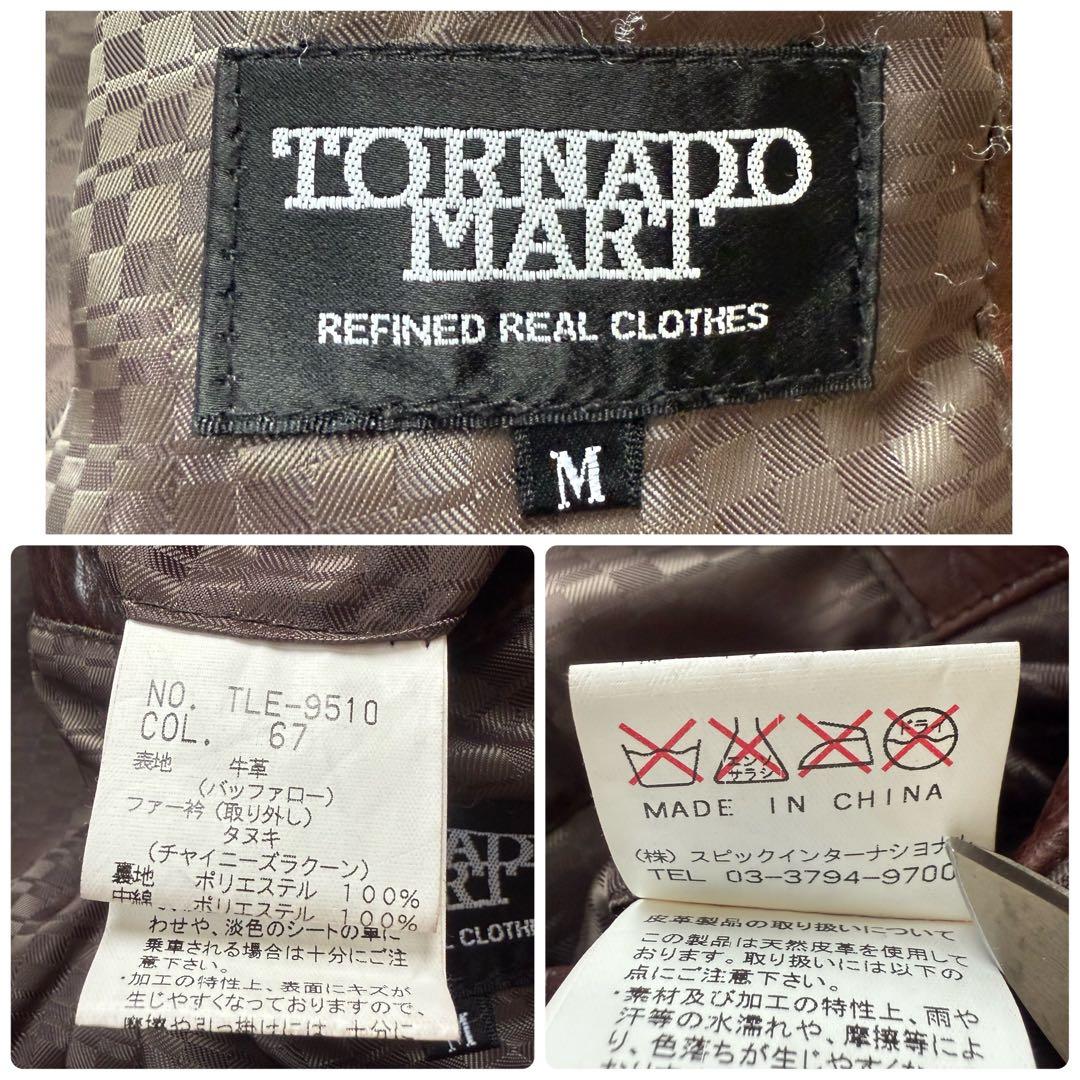 TORNADO
MART
REFINED REAL CLOTHES
M
NO. TLE-9510
COL. 67
表地 牛革
(バッファロー)
ファー衿(取り外し)
タヌキ
(チャイニーズラクーン)
裏地 ポリエステル 100%
中綿 ポリエステル 100%
わせや、淡色のシートの車に
乗車される場合は十分にご注
意下さい。
・加工の特性上、表面にキズが
生じやすくなっておりますので、
摩擦や引っ掛けには、十分に
MART
CLOTHES
M
エンソ
サラシ
ドライ
MADE IN CHINA
(株)スピックインターナショナ
TEL 03-3794-9700
皮革製品の取り扱いについて
この製品は天然皮革を使用して
おります。取り扱いには以下の
点にご注意下さい。
・素材及び加工の特性上、雨や
汗等の水濡れや、摩擦等によ
り、色落ちが生じやすくな